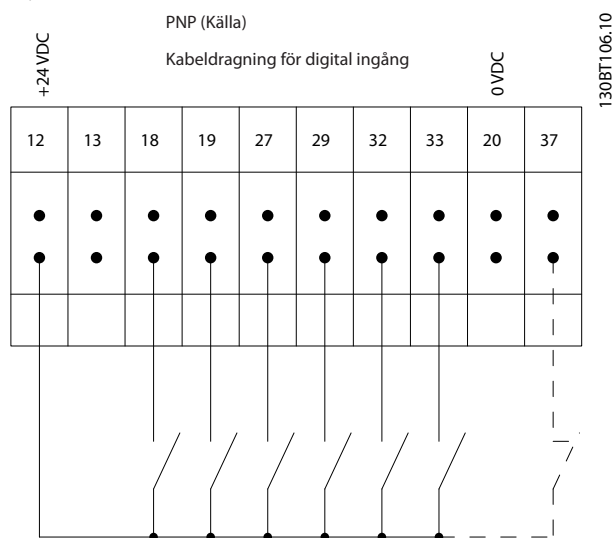 PNP (Källa)
Kabeldragning för digital ingång
+24 VDC
0 VDC
130BT106.10
12 13 18 19 27 29 32 33 20 37